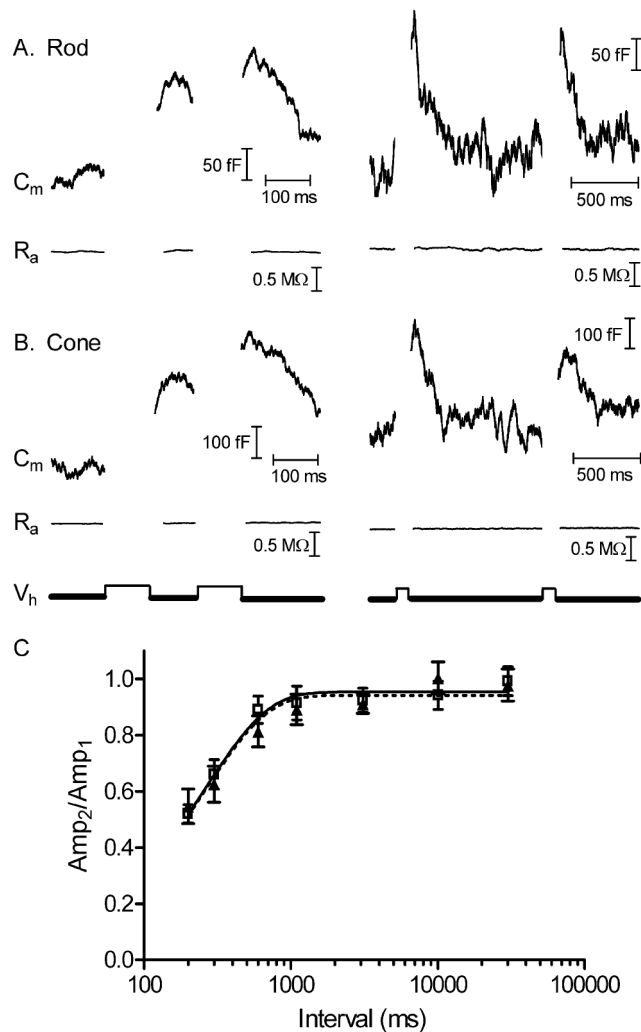 A. Rod
50 fF
C_m
50 fF
100 ms
500 ms
R_a
0.5 MΩ
0.5 MΩ
B. Cone
100 fF
C_m
100 fF
100 ms
500 ms
R_a
0.5 MΩ
0.5 MΩ
V_h
C
Amp₂/Amp₁
1.0
0.8
0.6
0.4
0.2
0.0
100
1000
10000
100000
Interval (ms)